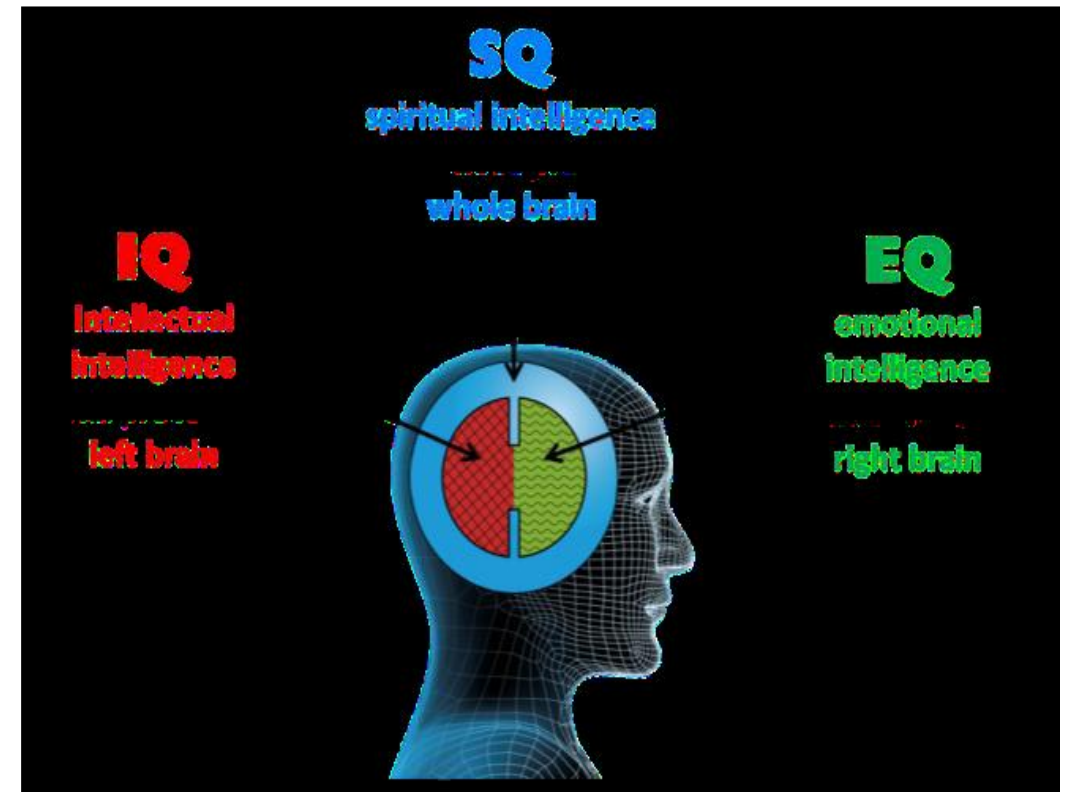 SQ
spiritual intelligence
whole brain
IQ
Intellectual
intelligence
left brain
EQ
emotional
intelligence
right brain